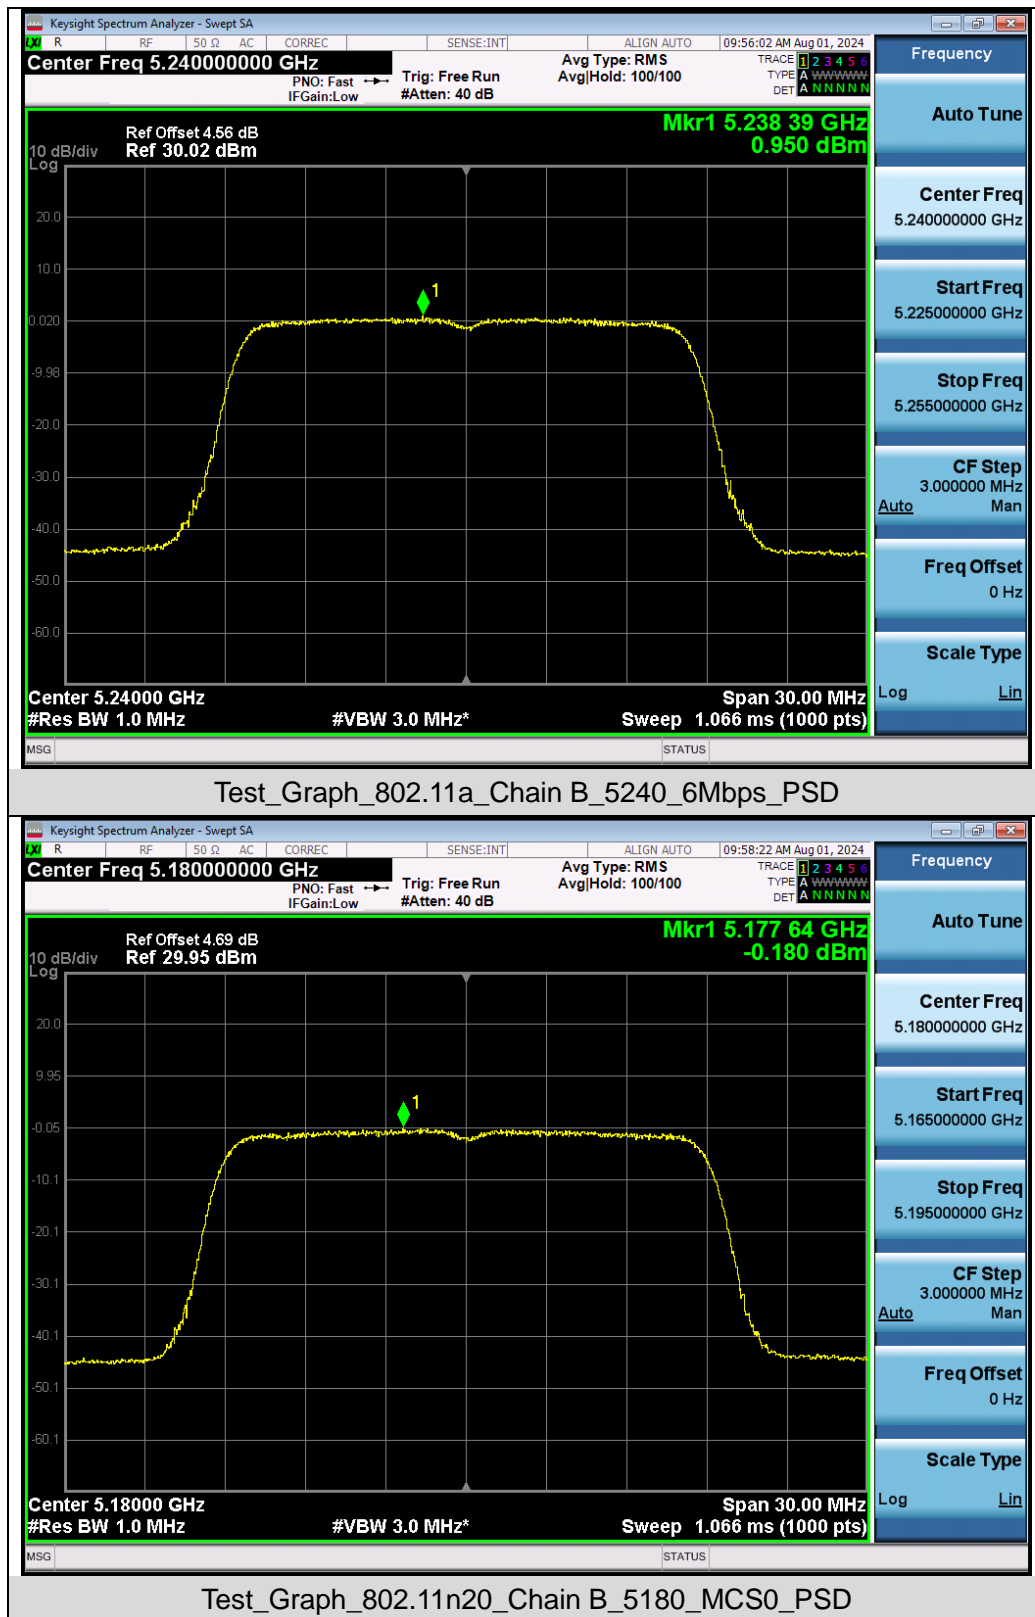 Keysight Spectrum Analyzer - Swept SA
LXI R RF 50 Ω AC CORREC SENSE:INT ALIGN AUTO 09:56:02 AM Aug 01, 2024
Center Freq 5.240000000 GHz
PNO: Fast
IFGain:Low
Trig: Free Run
#Atten: 40 dB
Avg Type: RMS
Avg|Hold: 100/100
TRACE 1 2 3 4 5 6
TYPE A WWWWW
DET A N N N N N
Frequency
Auto Tune
Center Freq
5.240000000 GHz
Start Freq
5.225000000 GHz
Stop Freq
5.255000000 GHz
CF Step
3.000000 MHz
Auto Man
Freq Offset
0 Hz
Scale Type
Log Lin
Mkr1 5.238 39 GHz
0.950 dBm
Ref Offset 4.56 dB
10 dB/div Ref 30.02 dBm
Log
20.0
10.0
0.020
-9.98
-20.0
-30.0
-40.0
-50.0
-60.0
1
Center 5.24000 GHz Span 30.00 MHz
#Res BW 1.0 MHz #VBW 3.0 MHz* Sweep 1.066 ms (1000 pts)
MSG STATUS
Test_Graph_802.11a_Chain B_5240_6Mbps_PSD
Keysight Spectrum Analyzer - Swept SA
LXI R RF 50 Ω AC CORREC SENSE:INT ALIGN AUTO 09:58:22 AM Aug 01, 2024
Center Freq 5.180000000 GHz
PNO: Fast
IFGain:Low
Trig: Free Run
#Atten: 40 dB
Avg Type: RMS
Avg|Hold: 100/100
TRACE 1 2 3 4 5 6
TYPE A WWWWW
DET A N N N N N
Frequency
Auto Tune
Center Freq
5.180000000 GHz
Start Freq
5.165000000 GHz
Stop Freq
5.195000000 GHz
CF Step
3.000000 MHz
Auto Man
Freq Offset
0 Hz
Scale Type
Log Lin
Mkr1 5.177 64 GHz
-0.180 dBm
Ref Offset 4.69 dB
10 dB/div Ref 29.95 dBm
Log
20.0
9.95
-0.05
-10.1
-20.1
-30.1
-40.1
-50.1
-60.1
1
Center 5.18000 GHz Span 30.00 MHz
#Res BW 1.0 MHz #VBW 3.0 MHz* Sweep 1.066 ms (1000 pts)
MSG STATUS
Test_Graph_802.11n20_Chain B_5180_MCS0_PSD